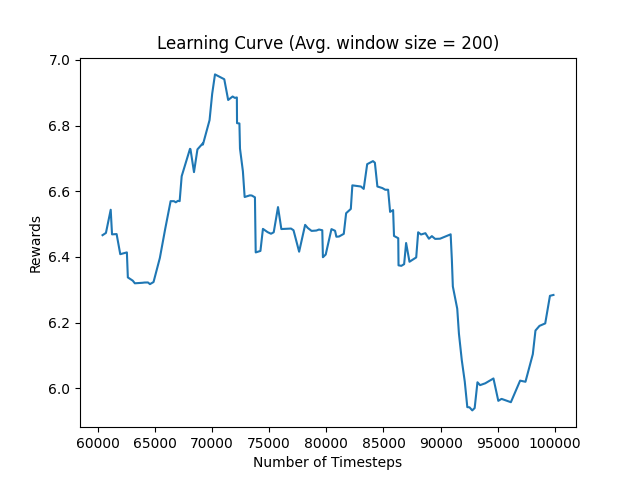 Learning Curve (Avg. window size = 200)
7.0
6.8
6.6
6.4
6.2
6.0
Rewards
60000 65000 70000 75000 80000 85000 90000 95000 100000
Number of Timesteps